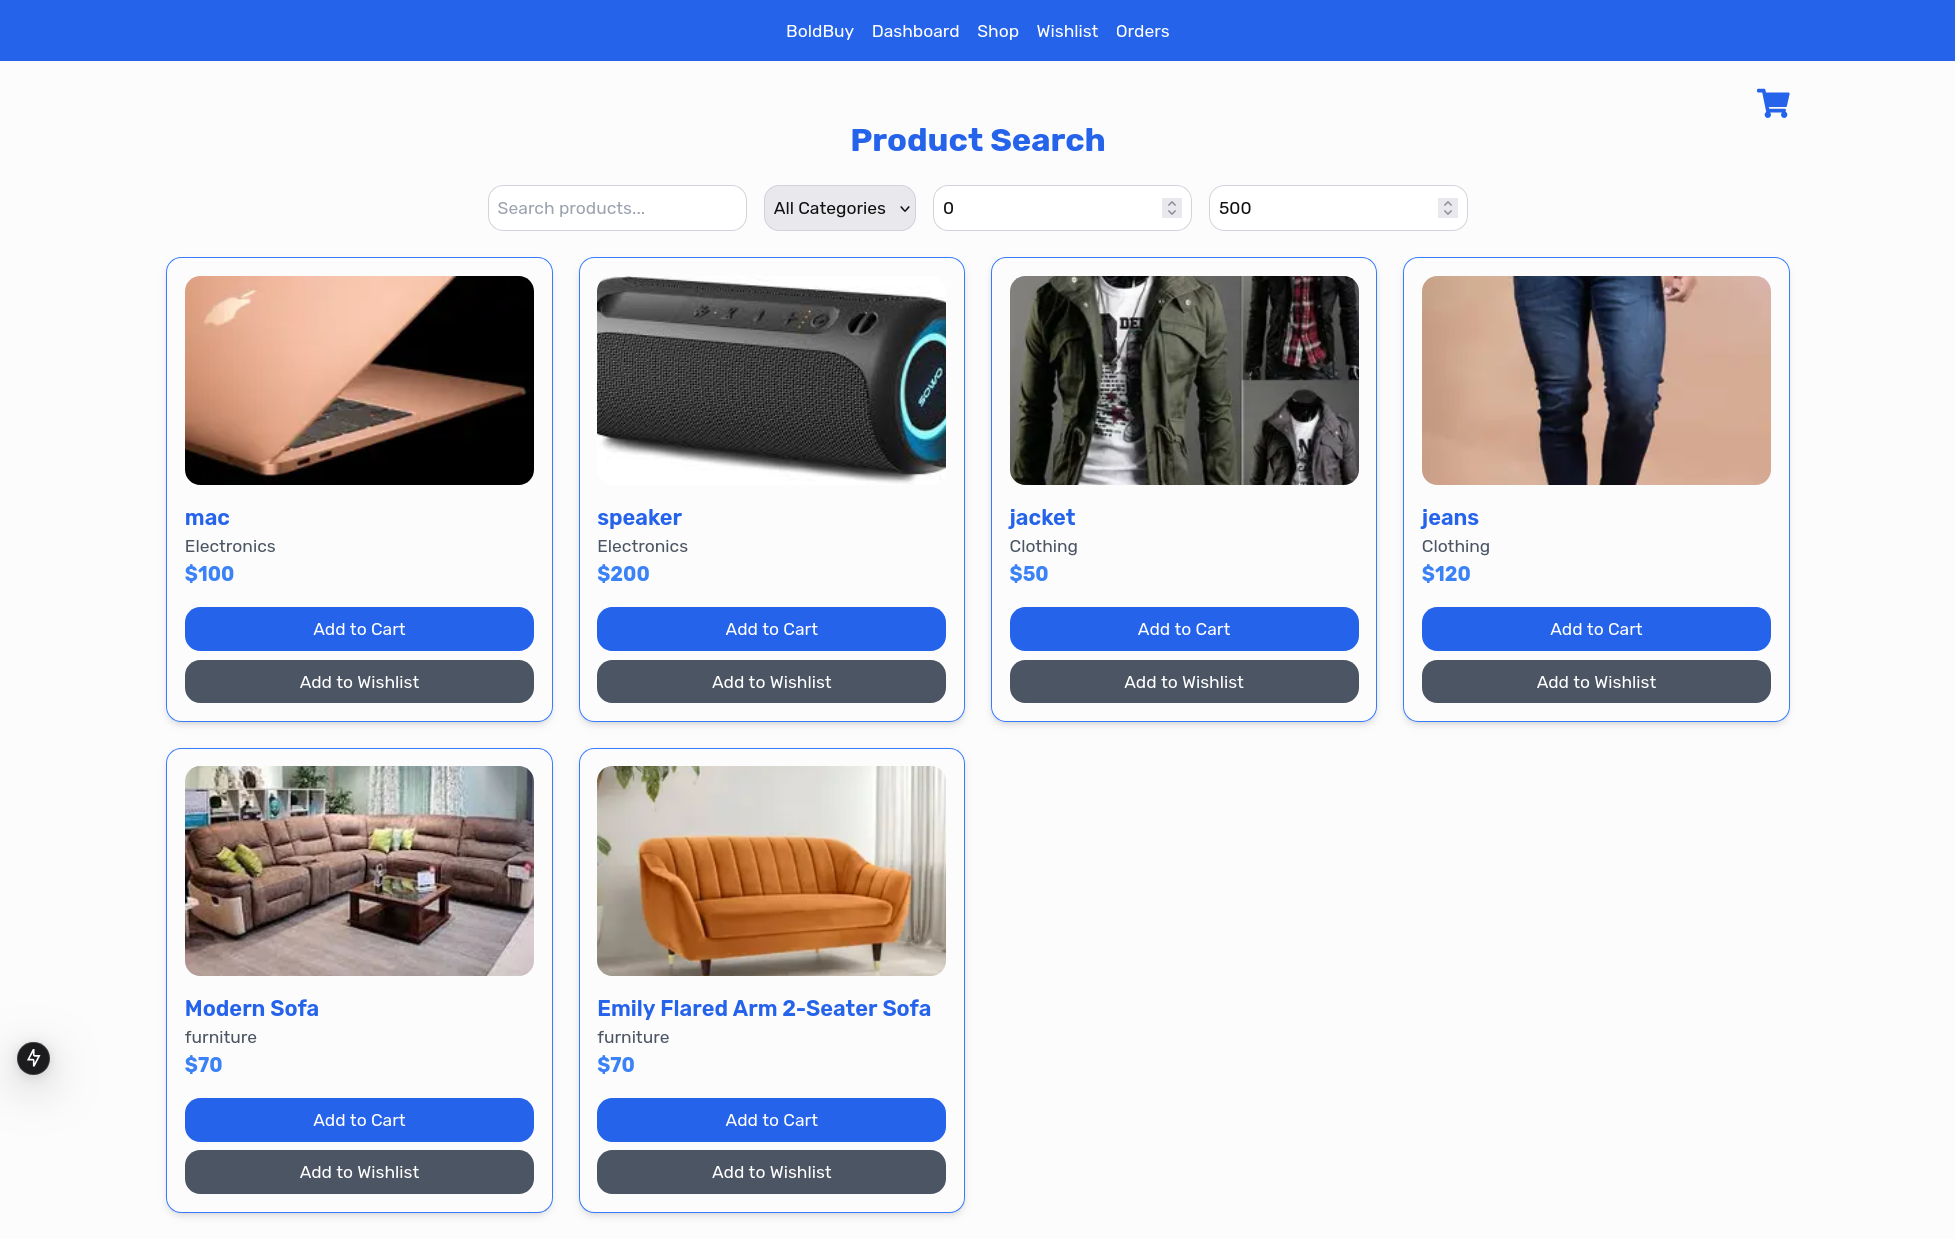 BoldBuy Dashboard Shop Wishlist Orders
Product Search
Search products... All Categories 0 500
mac
Electronics
$100
Add to Cart
Add to Wishlist
speaker
Electronics
$200
Add to Cart
Add to Wishlist
DE
jacket
Clothing
$50
Add to Cart
Add to Wishlist
jeans
Clothing
$120
Add to Cart
Add to Wishlist
Modern Sofa
furniture
$70
Add to Cart
Add to Wishlist
Emily Flared Arm 2-Seater Sofa
furniture
$70
Add to Cart
Add to Wishlist